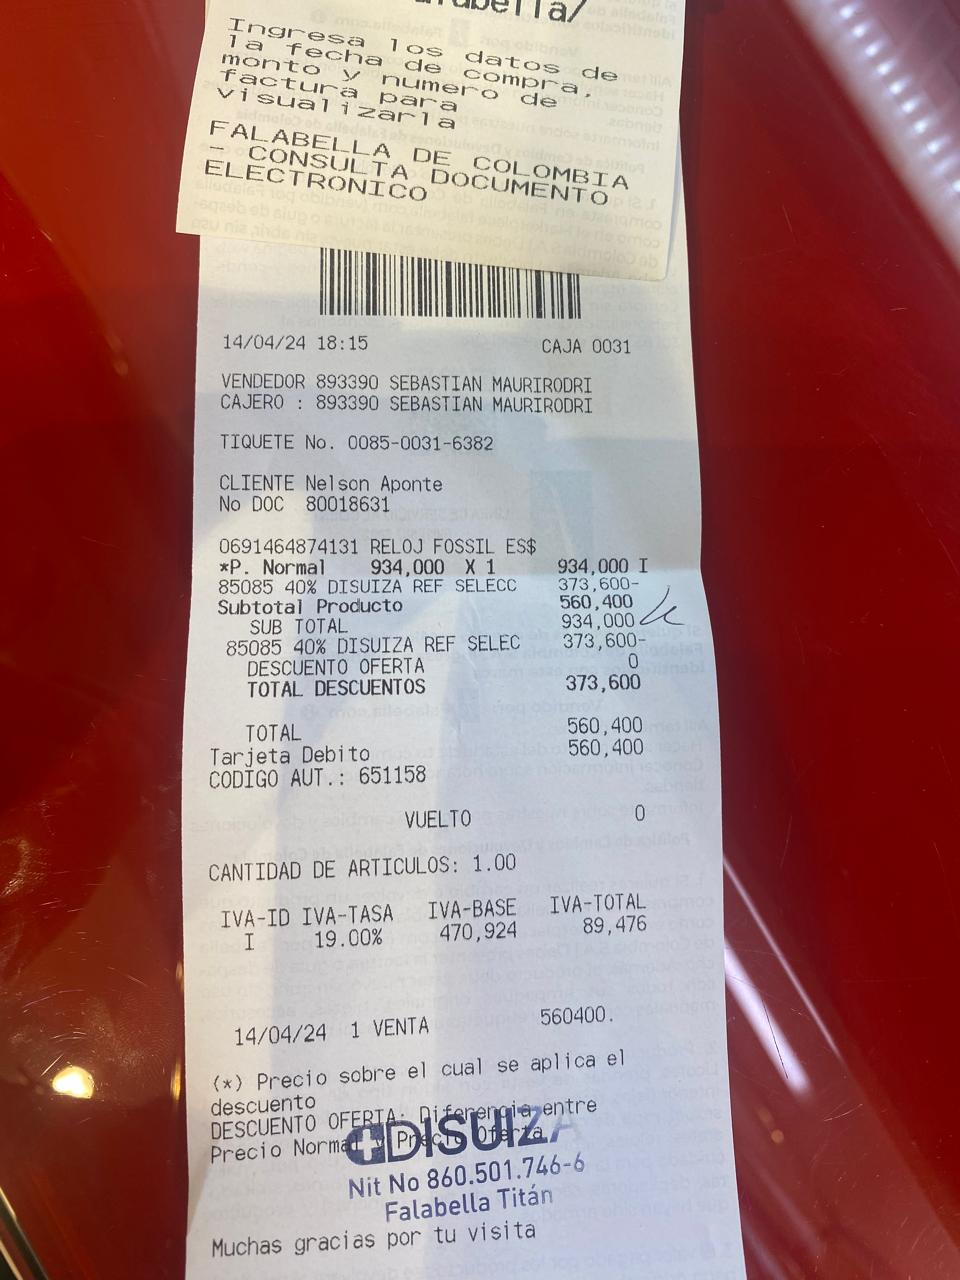 Ingresa los datos de
la fecha de compra,
monto y numero de
factura para
visualizarla
FALABELLA DE COLOMBIA
- CONSULTA DOCUMENTO
ELECTRONICO
14/04/24 18:15 CAJA 0031
VENDEDOR 893390 SEBASTIAN MAURIRODRI
CAJERO : 893390 SEBASTIAN MAURIRODRI
TIQUETE No. 0085-0031-6382
CLIENTE Nelson Aponte
No DOC 80018631
0691464874131 RELOJ FOSSIL ES$
*P. Normal 934,000 X 1 934,000 I
85085 40% DISUIZA REF SELECC 373,600-
Subtotal Producto 560,400
SUB TOTAL 934,000
85085 40% DISUIZA REF SELEC 373,600-
DESCUENTO OFERTA 0
TOTAL DESCUENTOS 373,600
TOTAL 560,400
Tarjeta Debito 560,400
CODIGO AUT.: 651158
VUELTO 0
CANTIDAD DE ARTICULOS: 1.00
IVA-ID IVA-TASA IVA-BASE IVA-TOTAL
I 19.00% 470,924 89,476
14/04/24 1 VENTA 560400.
(*) Precio sobre el cual se aplica el
descuento
DESCUENTO OFERTA: Diferencia entre
Precio Normal y Precio Oferta.
DISUIZA
Nit No 860.501.746-6
Falabella Titán
Muchas gracias por tu visita